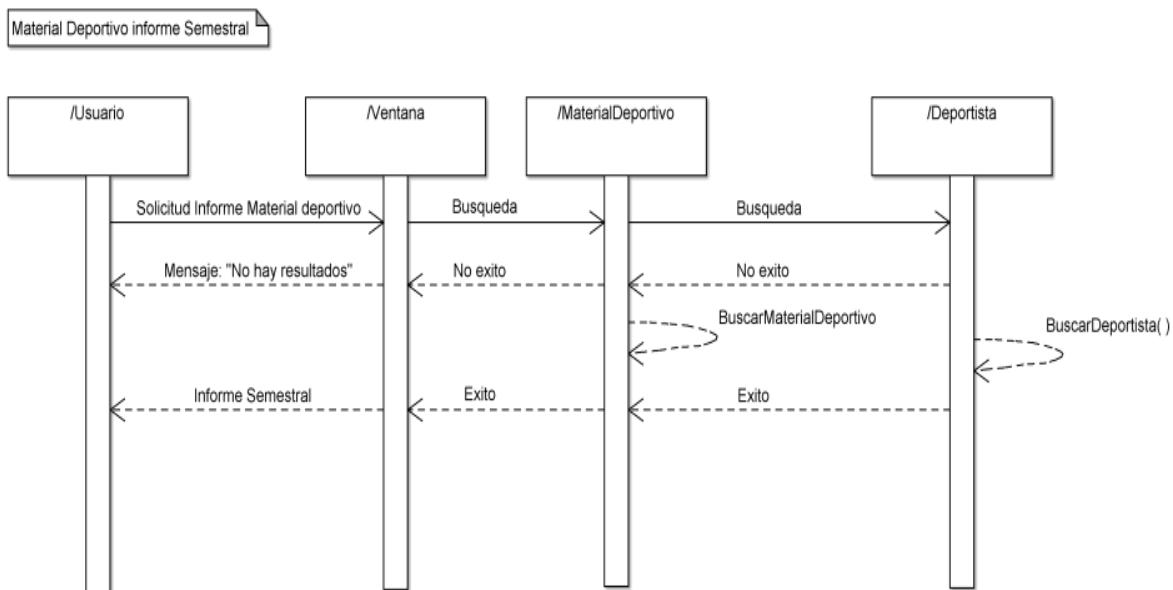 Material Deportivo informe Semestral
/Usuario
/Ventana
/MaterialDeportivo
/Deportista
Solicitud Informe Material deportivo
Busqueda
Busqueda
Mensaje: "No hay resultados"
No exito
No exito
BuscarMaterialDeportivo
BuscarDeportista( )
Informe Semestral
Exito
Exito